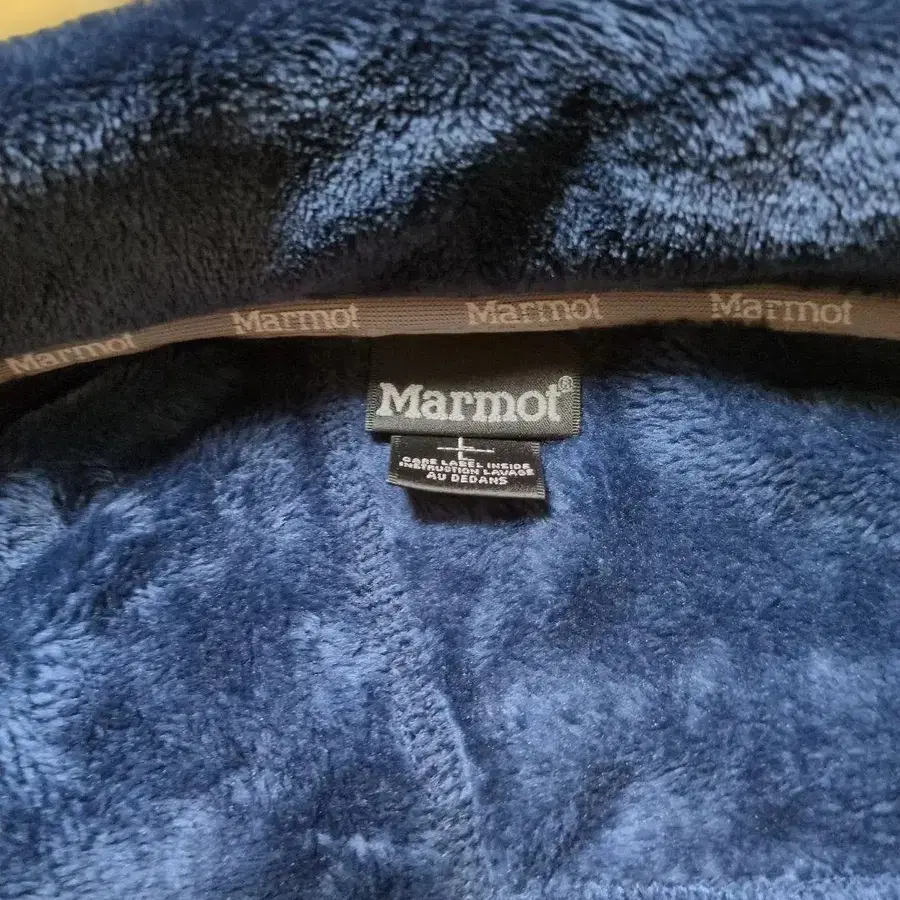 Marmot
Marmot
Marmot
Marmot
Marmot®
L
CARE LABEL INSIDE
INSTRUCTION LAVAGE
AU DEDANS